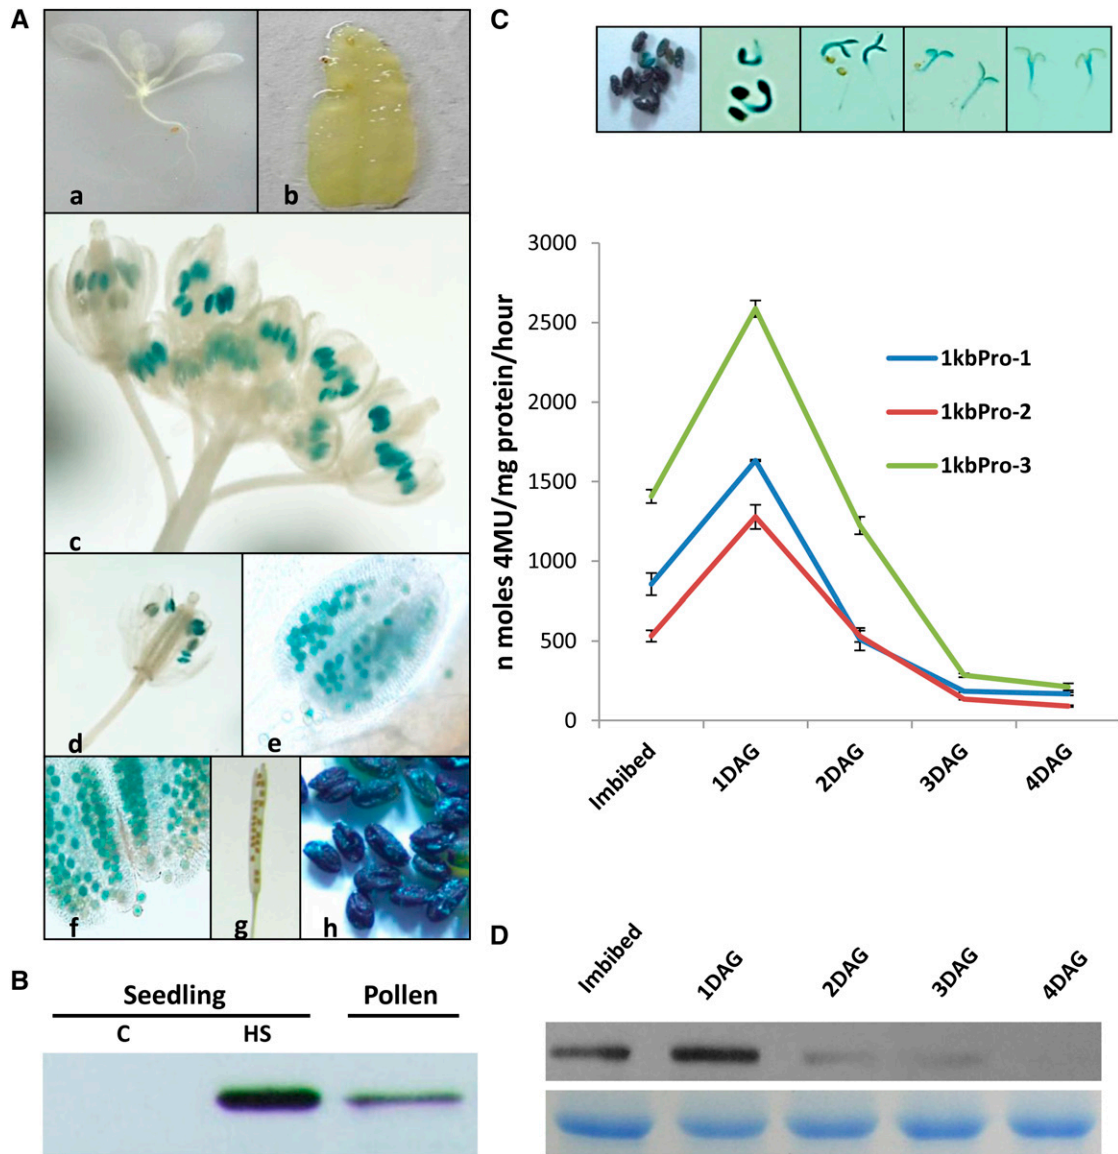 A
a
b
c
d
e
f
g
h
B
Seedling
Pollen
C
HS
C
3000
2500
2000
1500
1000
500
0
n moles 4MU/mg protein/hour
1kbPro-1
1kbPro-2
1kbPro-3
Imbibed
1DAG
2DAG
3DAG
4DAG
D
Imbibed
1DAG
2DAG
3DAG
4DAG